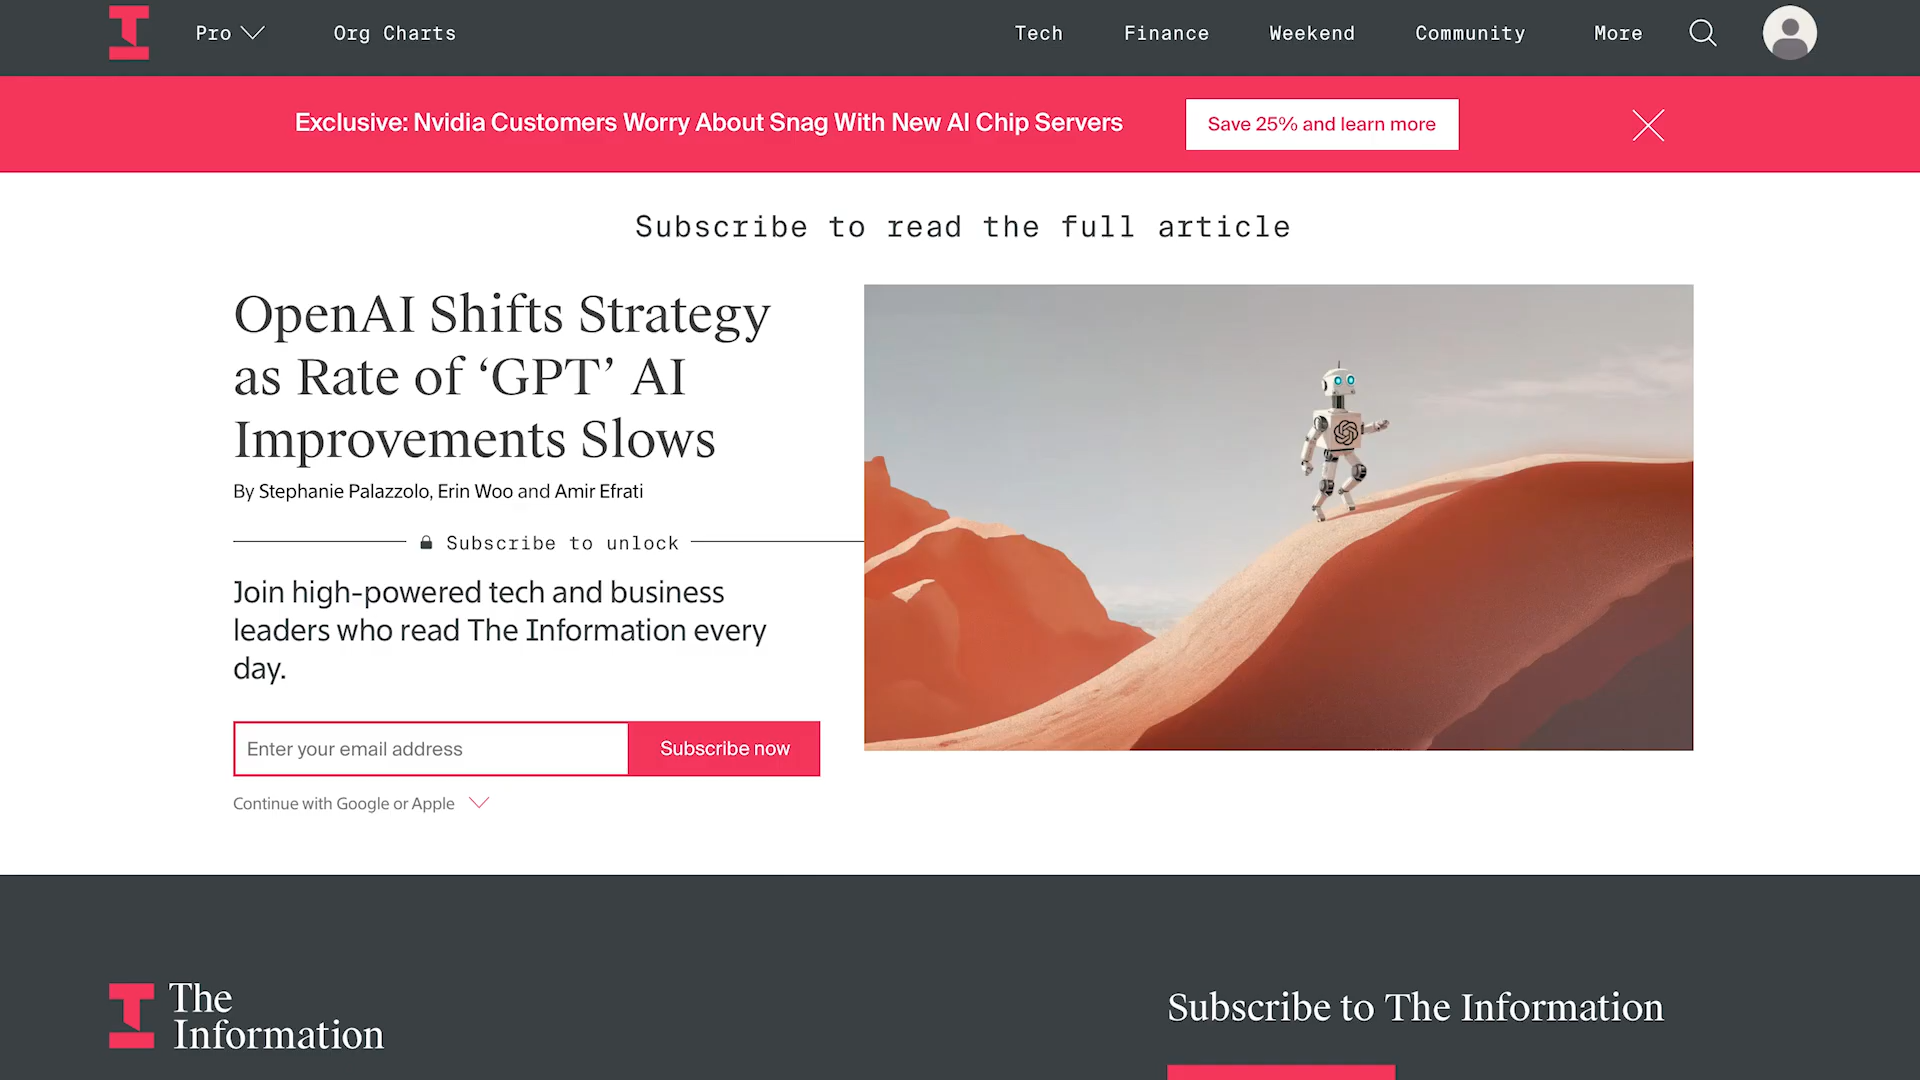 Pro
Org Charts
Tech
Finance
Weekend
Community
More
Exclusive: Nvidia Customers Worry About Snag With New AI Chip Servers
Save 25% and learn more
Subscribe to read the full article
OpenAI Shifts Strategy
as Rate of ‘GPT’ AI
Improvements Slows
By Stephanie Palazzolo, Erin Woo and Amir Efrati
Subscribe to unlock
Join high-powered tech and business
leaders who read The Information every
day.
Enter your email address
Subscribe now
Continue with Google or Apple
The
Information
Subscribe to The Information